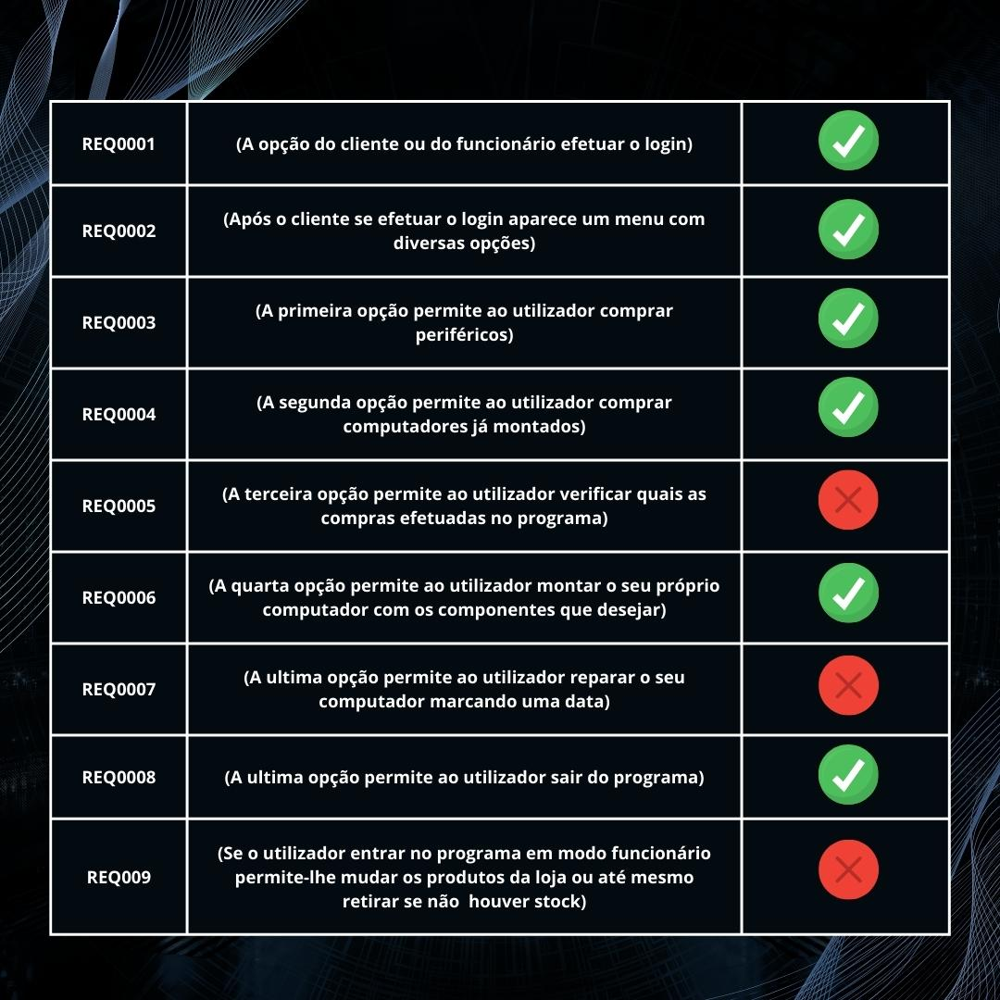 REQ0001
(A opção do cliente ou do funcionário efetuar o login)
REQ0002
(Após o cliente se efetuar o login aparece um menu com
diversas opções)
REQ0003
(A primeira opção permite ao utilizador comprar
periféricos)
REQ0004
(A segunda opção permite ao utilizador comprar
computadores já montados)
REQ0005
(A terceira opção permite ao utilizador verificar quais as
compras efetuadas no programa)
REQ0006
(A quarta opção permite ao utilizador montar o seu próprio
computador com os componentes que desejar)
REQ0007
(A ultima opção permite ao utilizador reparar o seu
computador marcando uma data)
REQ0008
(A ultima opção permite ao utilizador sair do programa)
REQ009
(Se o utilizador entrar no programa em modo funcionário
permite-lhe mudar os produtos da loja ou até mesmo
retirar se não  houver stock)